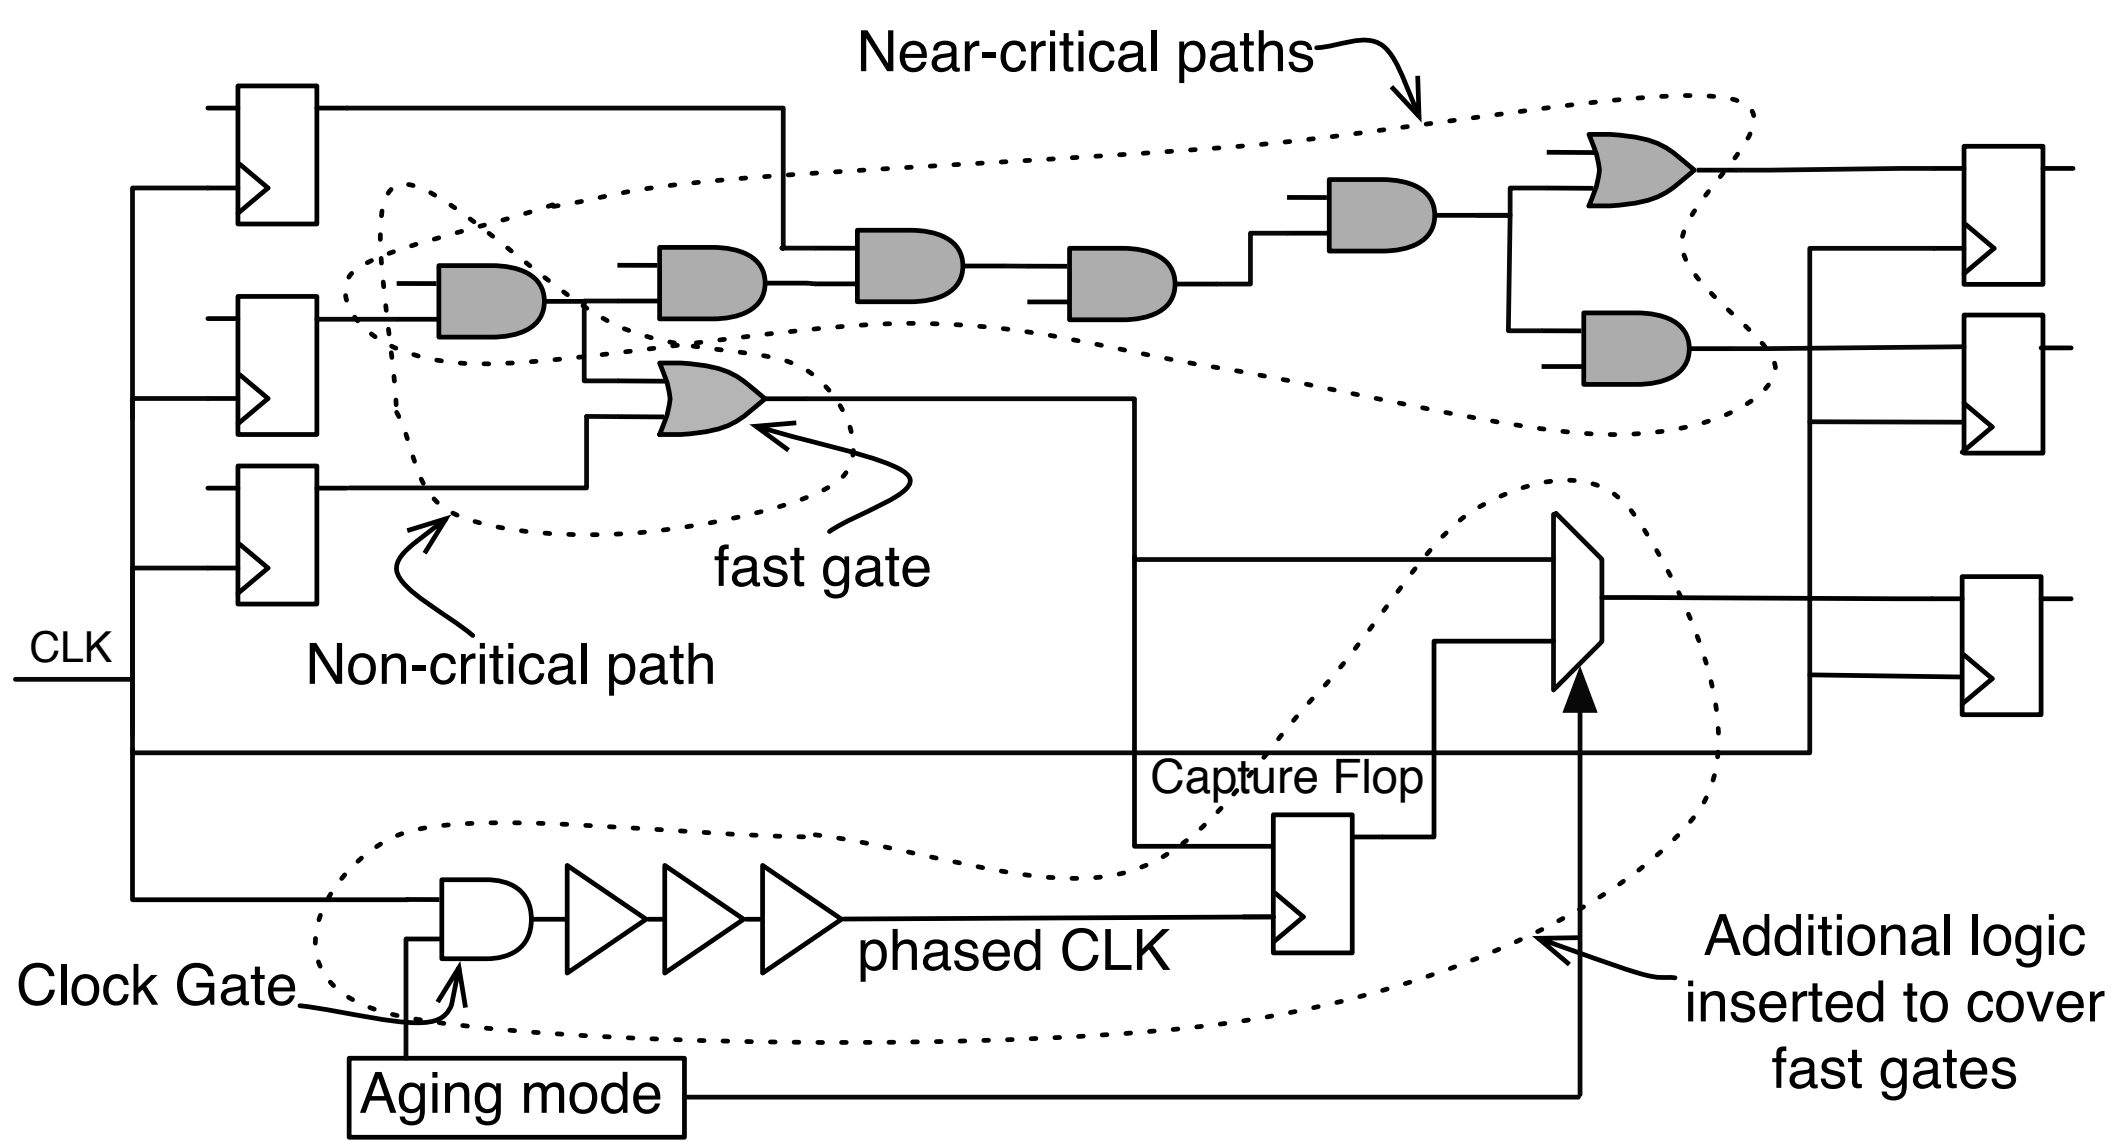 Near-critical paths
fast gate
CLK
Non-critical path
Capture Flop
phased CLK
Clock Gate
Additional logic
inserted to cover
fast gates
Aging mode